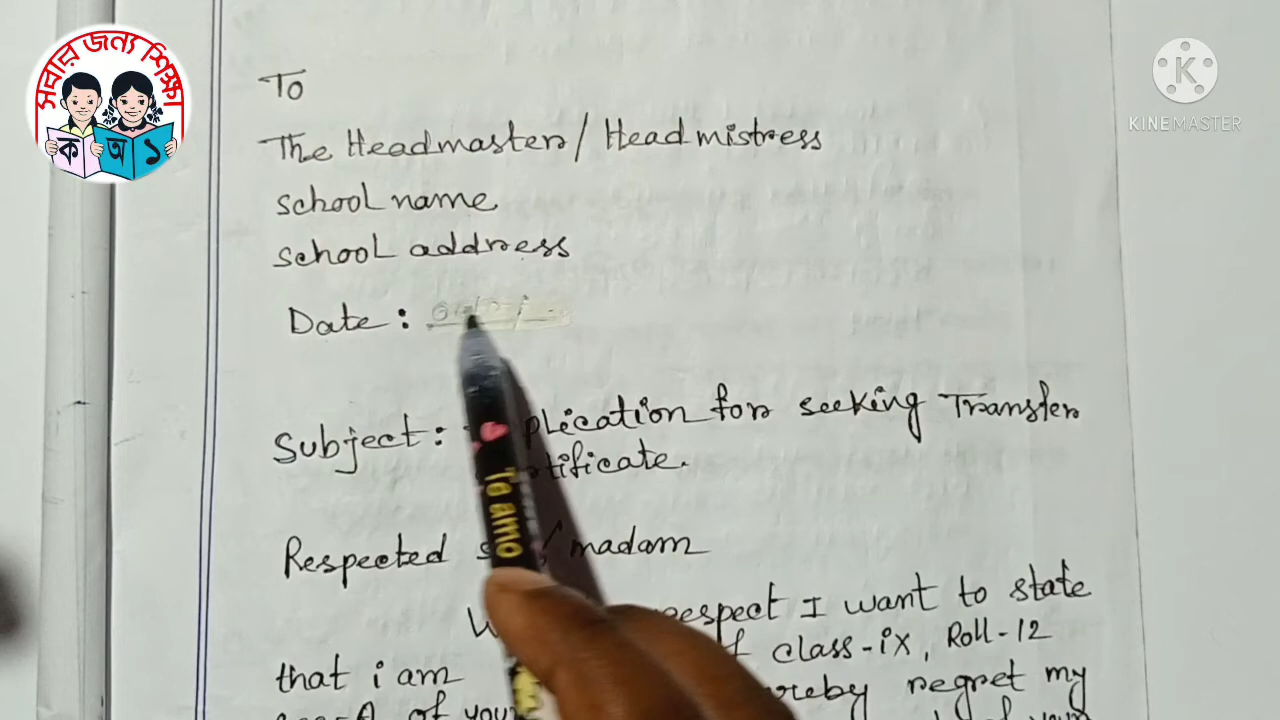 সবার জন্য শিক্ষা
ক অ ১
K
KINEMASTER
To
The Headmaster/Headmistress
school name
school address
Date :
Subject: plication for seeking Transfer
tificate.
Respected madam
respect I want to state
that i am class-ix, Roll-12
regret my
of
To amo